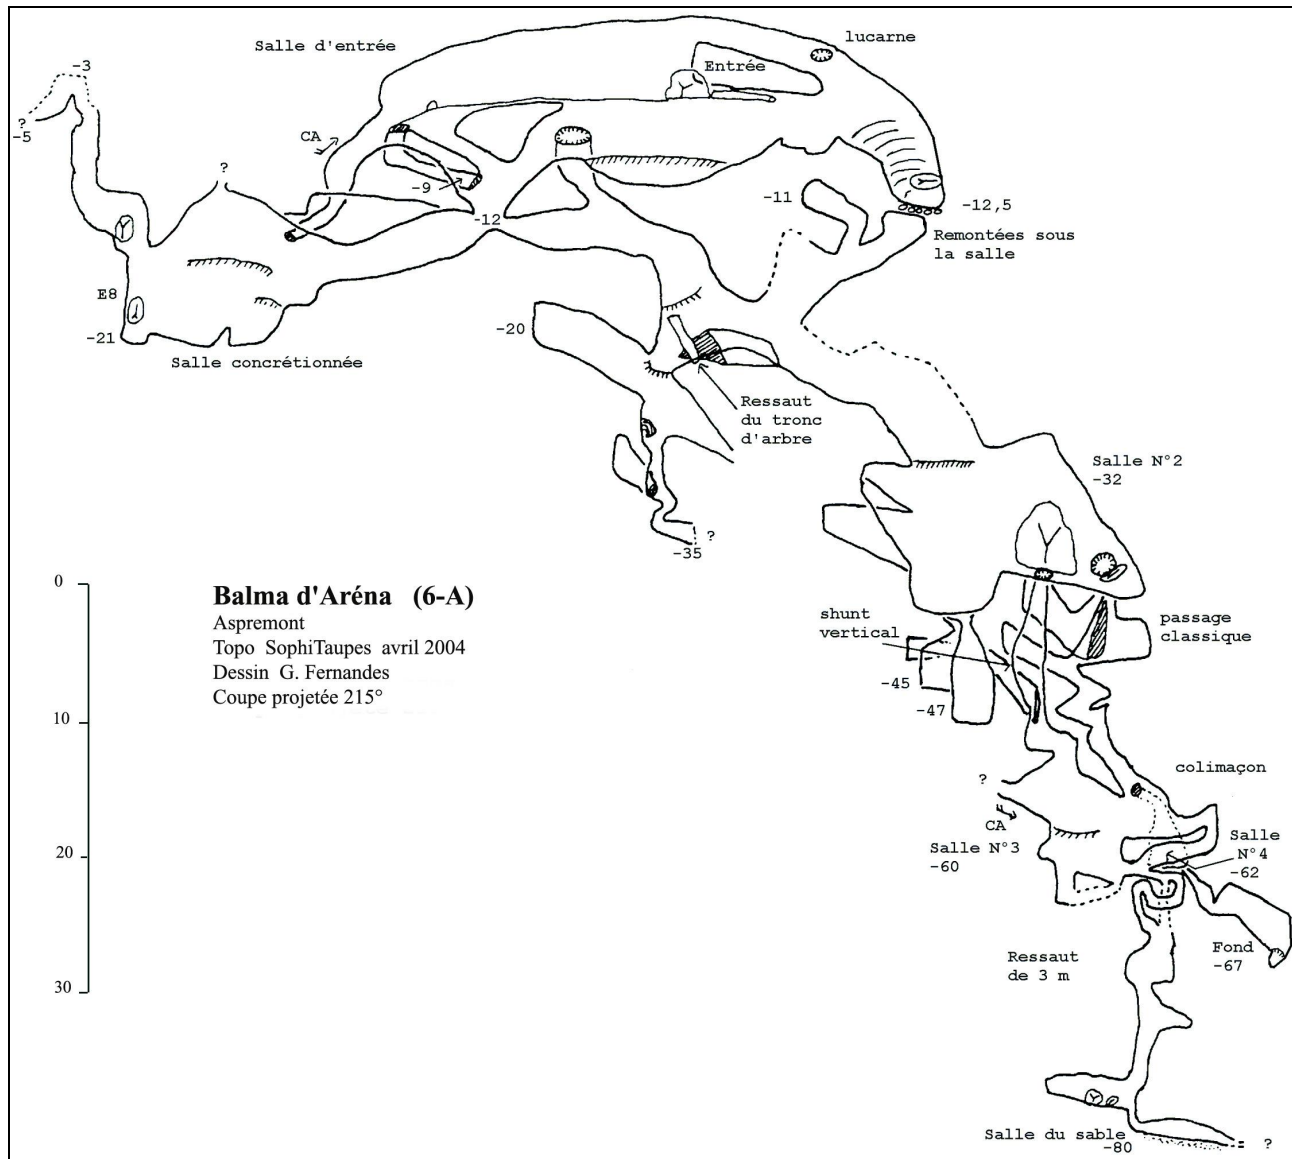 Salle d'entrée
lucarne
Entrée
-3
?
-5
CA
?
-9
-12
-11
-12,5
Remontées sous
la salle
E8
-21
Salle concrétionnée
-20
Ressaut
du tronc
d'arbre
Salle N°2
-32
?
-35
0
10
20
30
Balma d'Aréna (6-A)
Aspremont
Topo SophiTaupes avril 2004
Dessin G. Fernandes
Coupe projetée 215°
shunt
vertical
passage
classique
-45
-47
colimaçon
?
CA
Salle N°3
-60
Salle
N°4
-62
Fond
-67
Ressaut
de 3 m
Salle du sable
-80
?